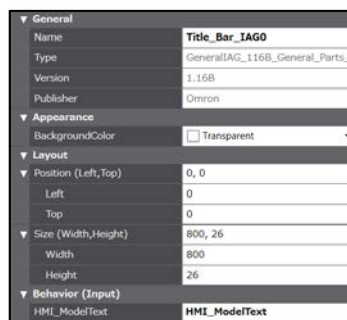 ▼ General
Name Title_Bar_IAG0
Type GeneralIAG_116B_General_Parts_
Version 1.16B
Publisher Omron
▼ Appearance
BackgroundColor Transparent
▼ Layout
▼ Position (Left,Top) 0, 0
Left 0
Top 0
▼ Size (Width,Height) 800, 26
Width 800
Height 26
▼ Behavior (Input)
HMI_ModelText HMI_ModelText